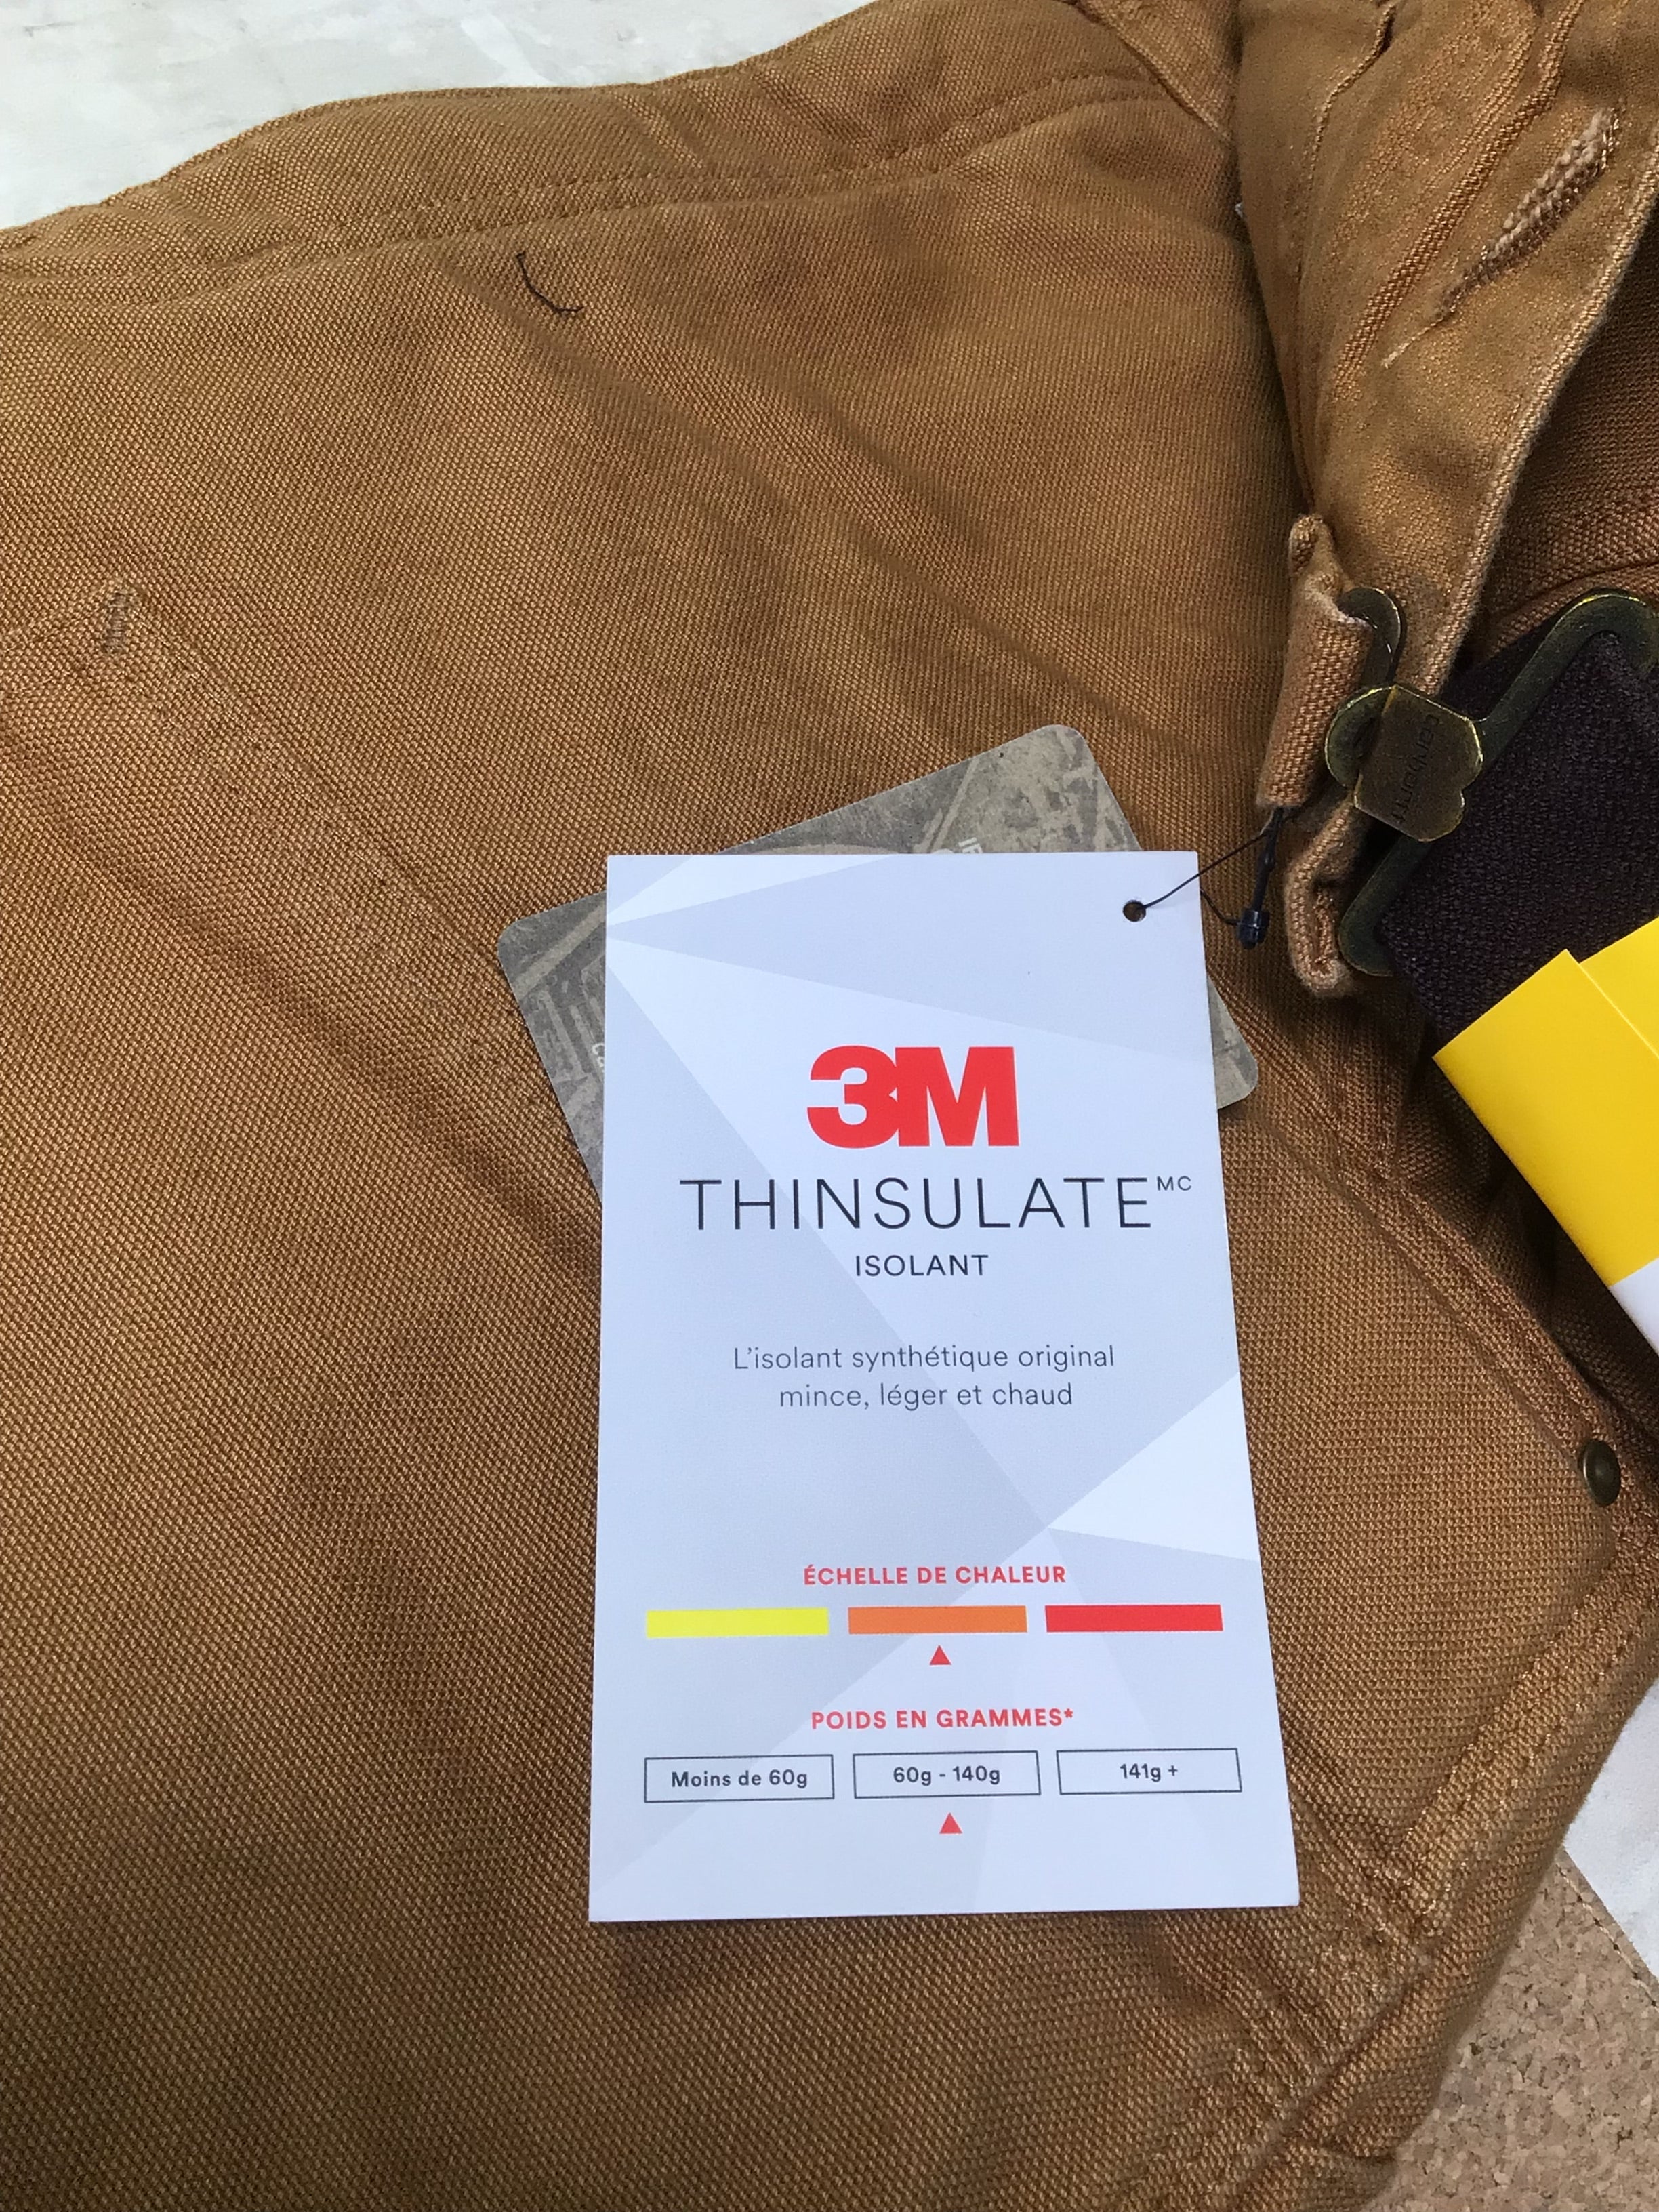 3M
THINSULATE MC
ISOLANT
L'isolant synthétique original
mince, léger et chaud
ÉCHELLE DE CHALEUR
POIDS EN GRAMMES*
Moins de 60g
60g - 140g
141g +